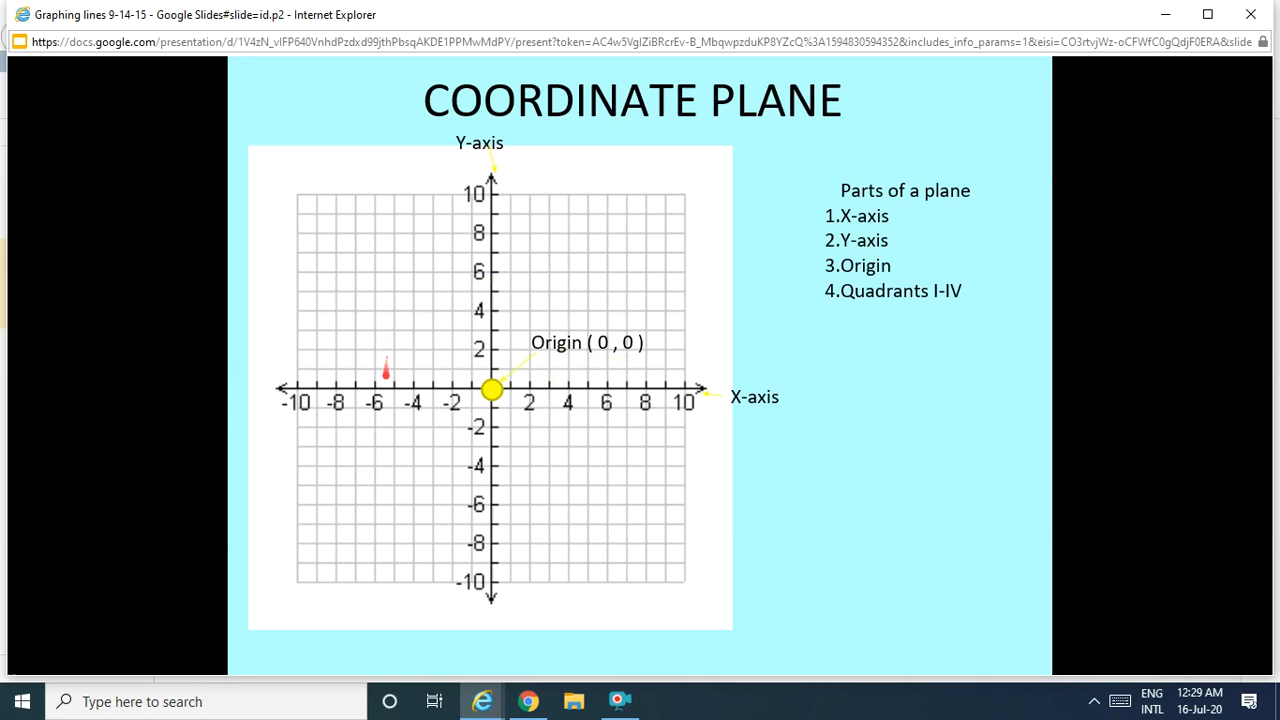 Graphing lines 9-14-15 - Google Slides#slide=id.p2 - Internet Explorer
COORDINATE PLANE
Y-axis
Parts of a plane
1.X-axis
2.Y-axis
3.Origin
4.Quadrants I-IV
10
8
6
4
2
Origin ( 0 , 0 )
-10 -8 -6 -4 -2 2 4 6 8 10
X-axis
-2
-4
-6
-8
-10
Type here to search
ENG
INTL
12:29 AM
16-Jul-20